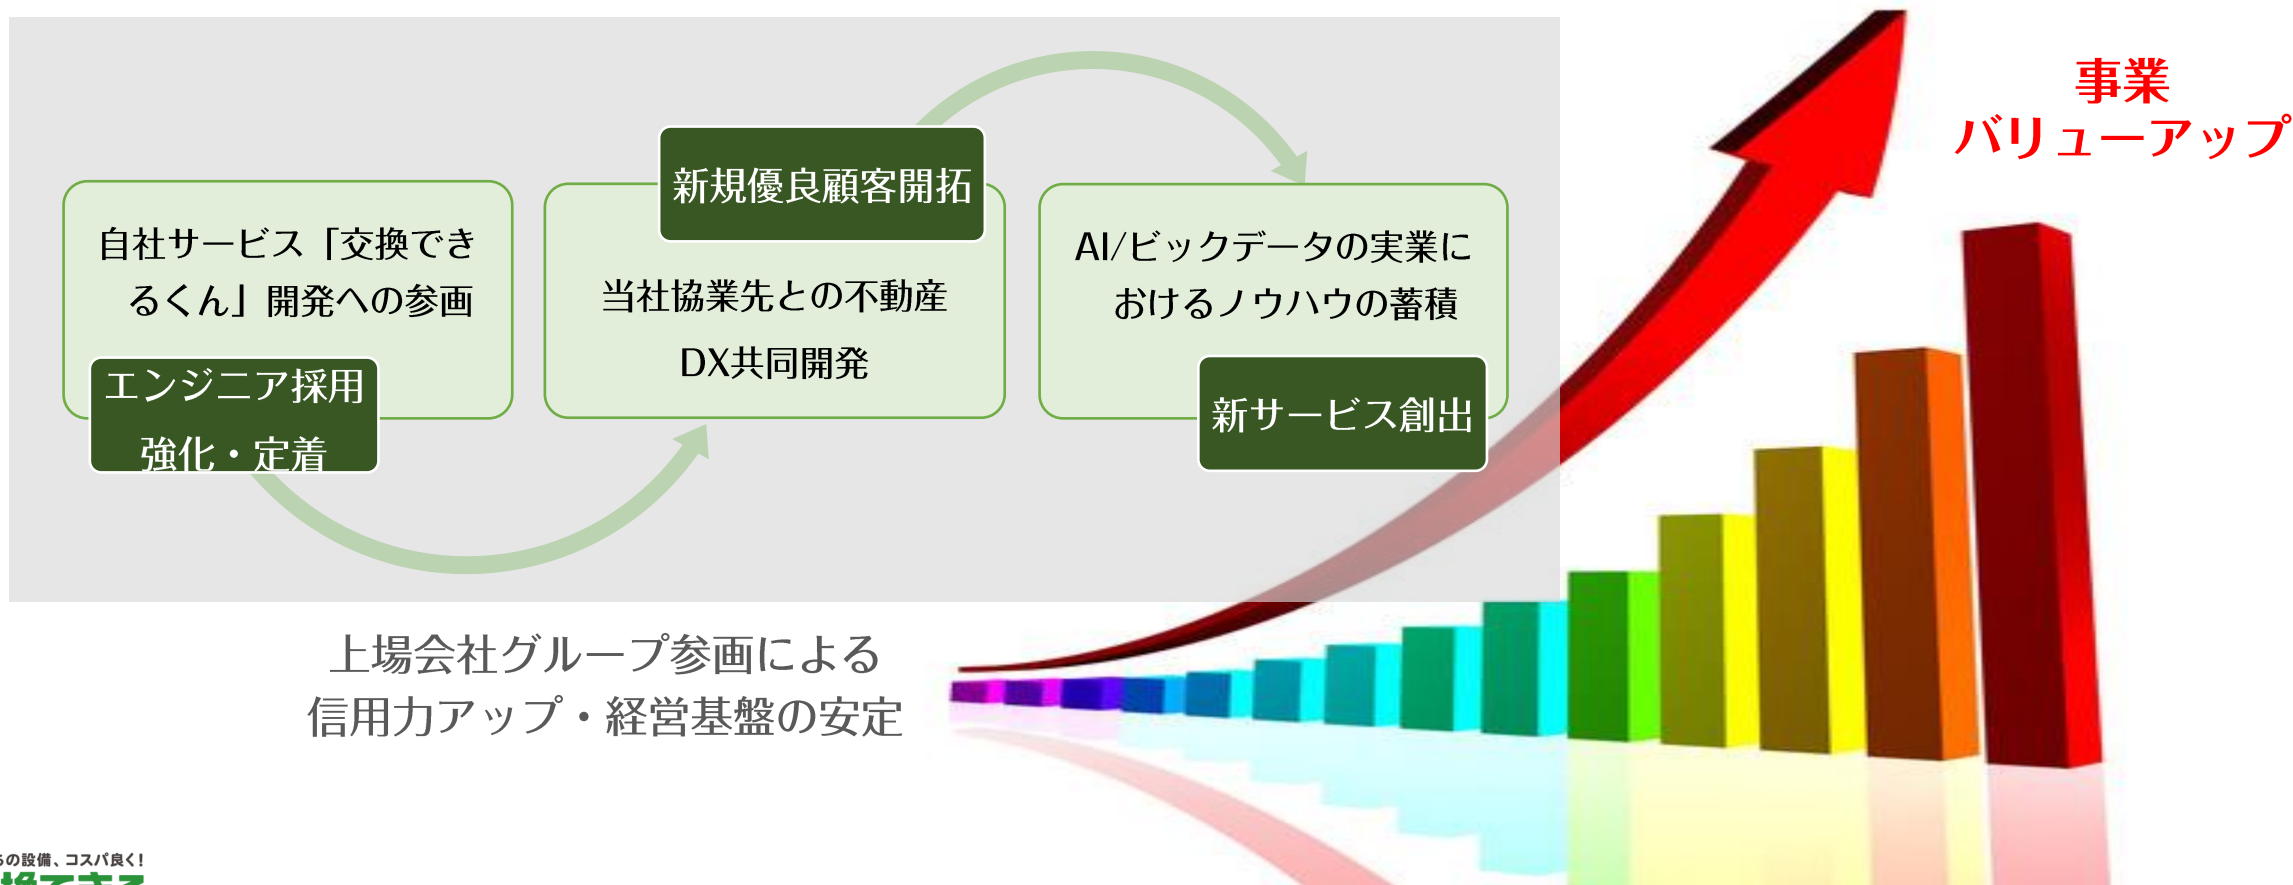 事業
バリューアップ
自社サービス「交換でき
るくん」開発への参画
エンジニア採用
強化・定着
新規優良顧客開拓
当社協業先との不動産
DX共同開発
AI/ビックデータの実業に
おけるノウハウの蓄積
新サービス創出
上場会社グループ参画による
信用力アップ・経営基盤の安定
の設備、コスパ良く!
換できる